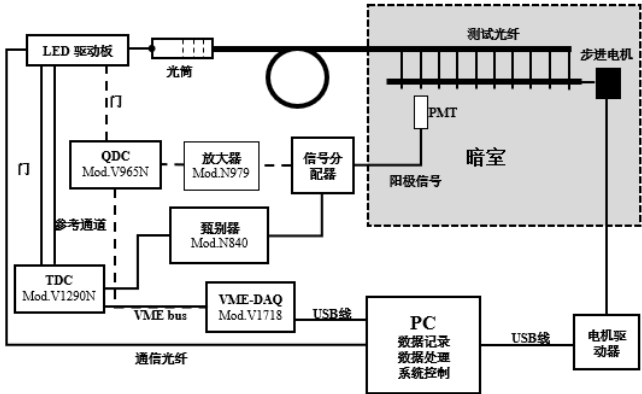 LED 驱动板
光筒
测试光纤
步进电机
PMT
暗室
门
门
QDC
Mod.V965N
放大器
Mod.N979
信号分
配器
阳极信号
参考通道
甄别器
Mod.N840
TDC
Mod.V1290N
VME bus
VME-DAQ
Mod.V1718
USB线
PC
数据记录
数据处理
系统控制
USB线
电机驱
动器
通信光纤